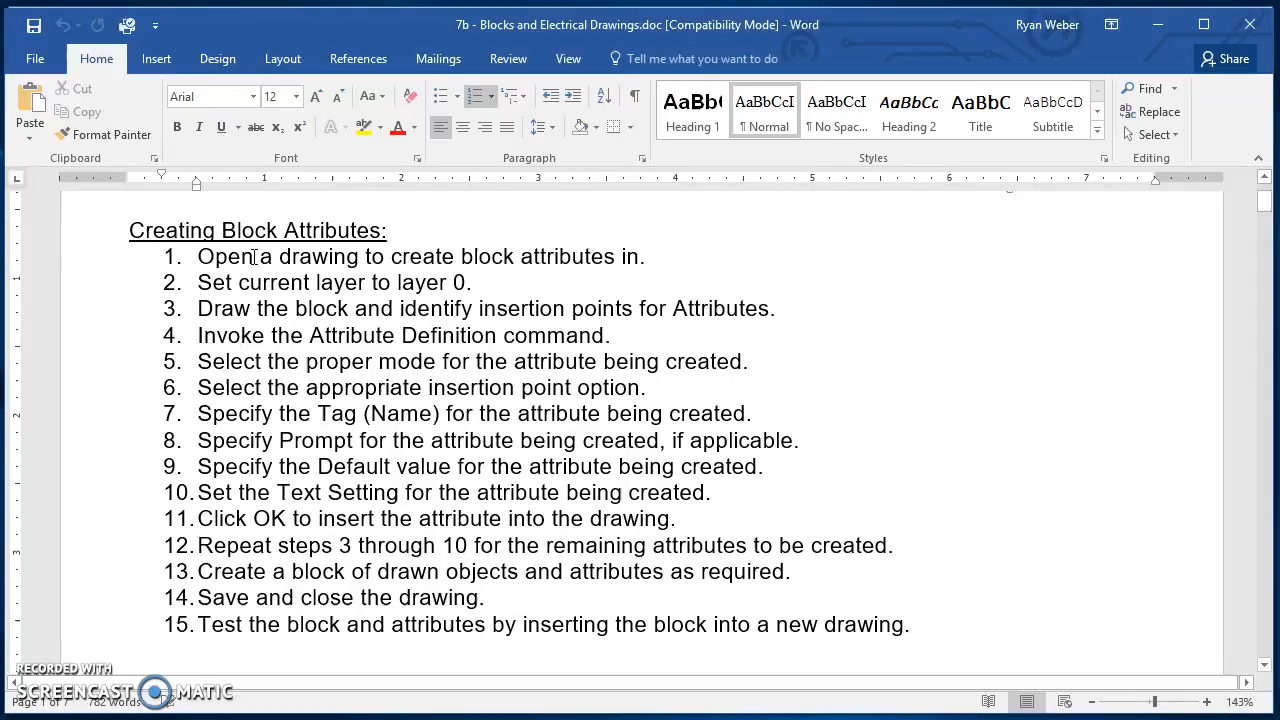 7b - Blocks and Electrical Drawings.doc [Compatibility Mode] - Word
Ryan Weber
File Home Insert Design Layout References Mailings Review View Tell me what you want to do Share
Paste
Cut
Copy
Format Painter
Clipboard
Arial 12
Aa
B I U abc x₂ x²
A A
Font
Paragraph
AaBbC AaBbCcI AaBbCcI AaBbCc AaBbC AaBbCcD
Heading 1 ¶ Normal ¶ No Spac... Heading 2 Title Subtitle
Styles
Find
Replace
Select
Editing
1 2 3 4 5 6 7
Creating Block Attributes:
1. Open a drawing to create block attributes in.
2. Set current layer to layer 0.
3. Draw the block and identify insertion points for Attributes.
4. Invoke the Attribute Definition command.
5. Select the proper mode for the attribute being created.
6. Select the appropriate insertion point option.
7. Specify the Tag (Name) for the attribute being created.
8. Specify Prompt for the attribute being created, if applicable.
9. Specify the Default value for the attribute being created.
10. Set the Text Setting for the attribute being created.
11. Click OK to insert the attribute into the drawing.
12. Repeat steps 3 through 10 for the remaining attributes to be created.
13. Create a block of drawn objects and attributes as required.
14. Save and close the drawing.
15. Test the block and attributes by inserting the block into a new drawing.
RECORDED WITH
SCREENCAST MATIC
Page 1 of 7 782 words
143%